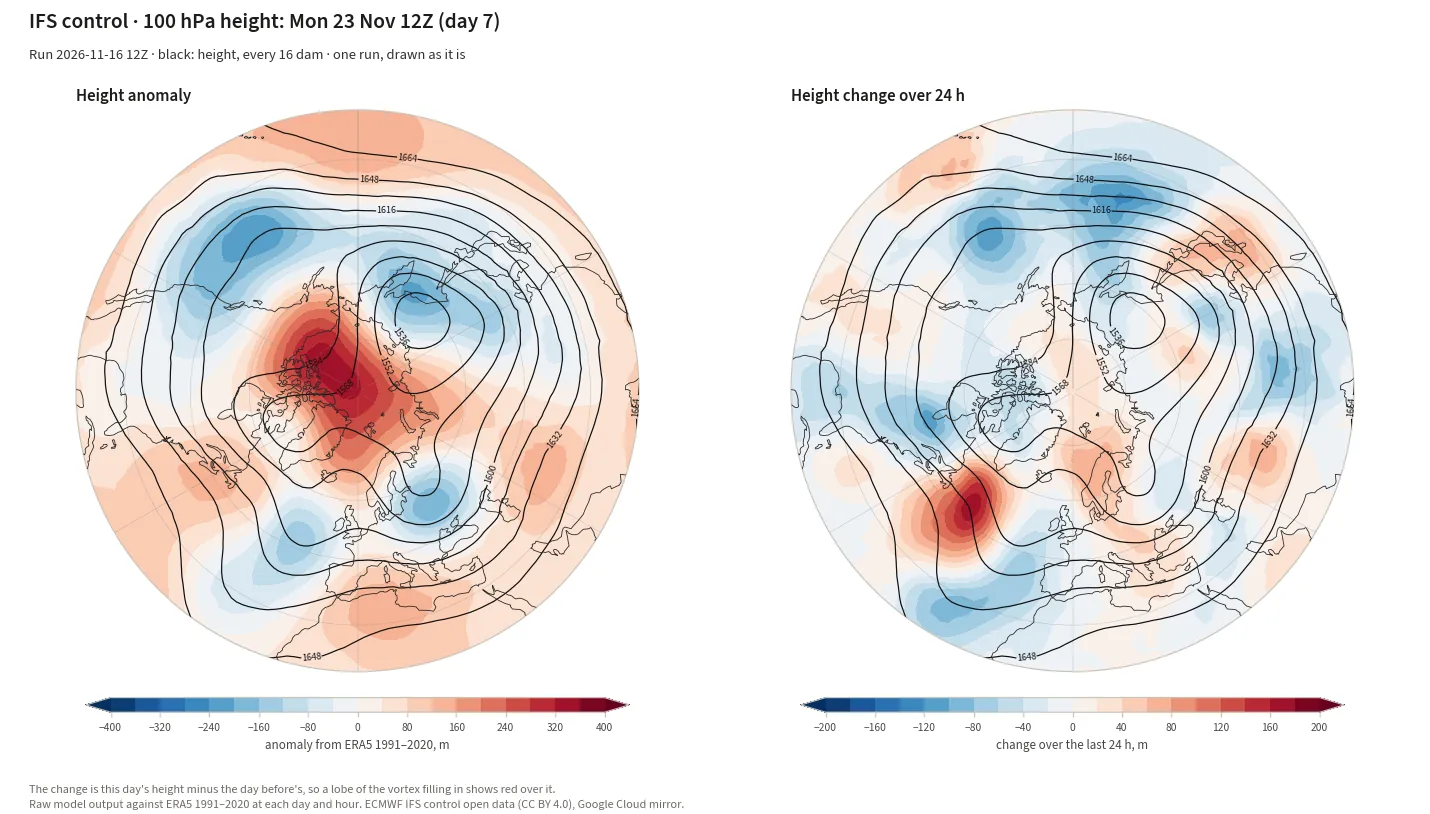 IFS control · 100 hPa height: Mon 23 Nov 12Z (day 7)
Run 2026-11-16 12Z · black: height, every 16 dam · one run, drawn as it is
Height anomaly
Height change over 24 h
1664
1648
1616
1536
1552
1584
1568
1664
1632
1600
1648
1664
1648
1616
1536
1552
1584
1568
1664
1632
1600
1648
−400 −320 −240 −160 −80 0 80 160 240 320 400
anomaly from ERA5 1991–2020, m
−200 −160 −120 −80 −40 0 40 80 120 160 200
change over the last 24 h, m
The change is this day's height minus the day before's, so a lobe of the vortex filling in shows red over it.
Raw model output against ERA5 1991–2020 at each day and hour. ECMWF IFS control open data (CC BY 4.0), Google Cloud mirror.